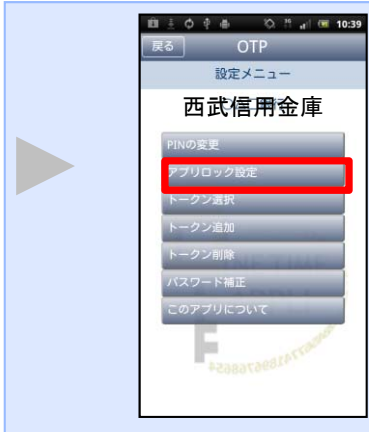 10:39
戻る OTP
設定メニュー
西武信用金庫
PINの変更
アプリロック設定
トークン選択
トークン追加
トークン削除
パスワード補正
このアプリについて